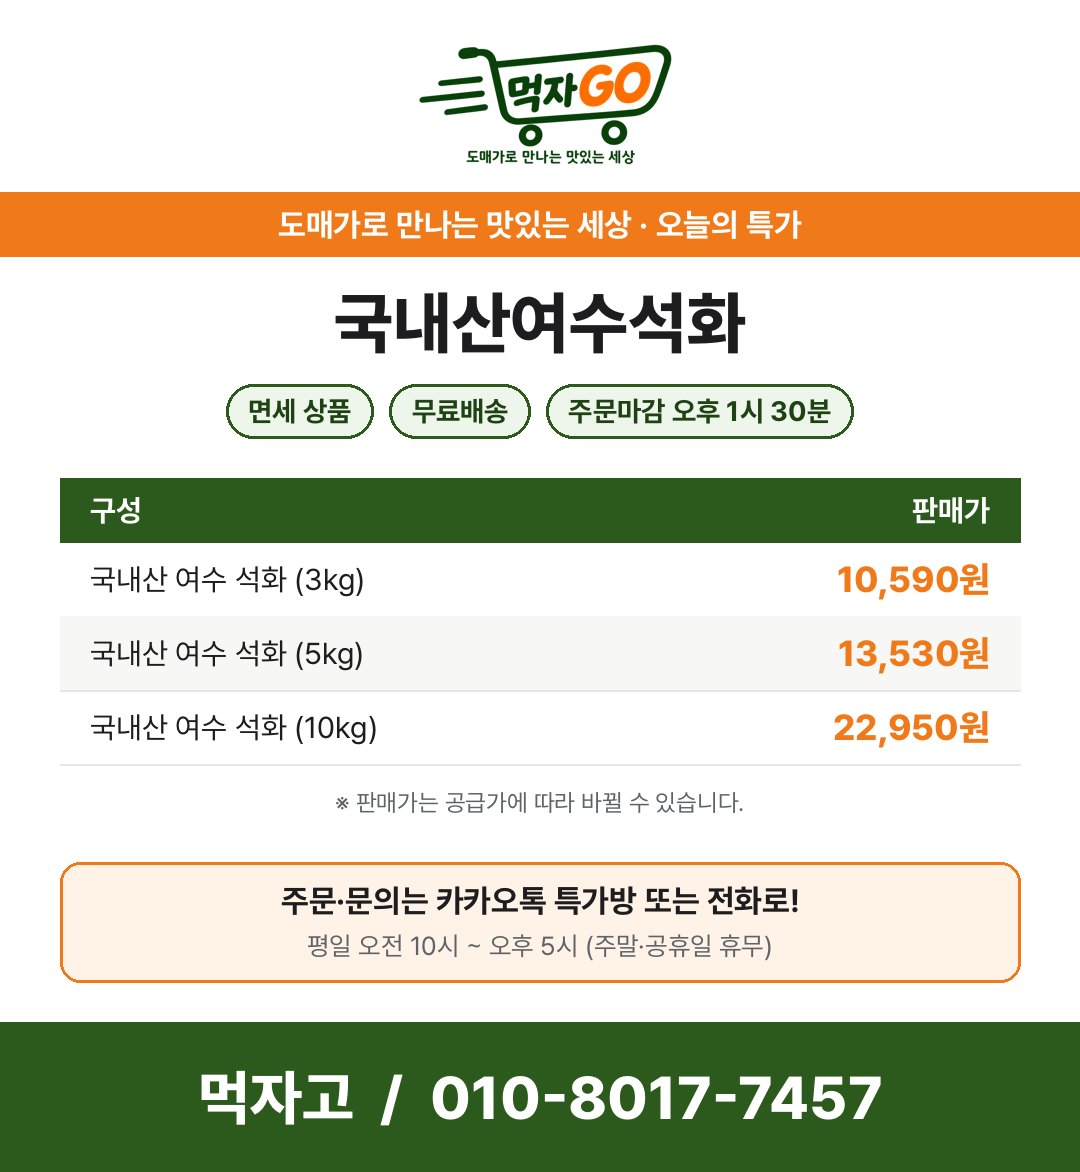 먹자GO
도매가로 만나는 맛있는 세상
도매가로 만나는 맛있는 세상 · 오늘의 특가
국내산여수석화
면세 상품 무료배송 주문마감 오후 1시 30분
구성 판매가
국내산 여수 석화 (3kg) 10,590원
국내산 여수 석화 (5kg) 13,530원
국내산 여수 석화 (10kg) 22,950원
※ 판매가는 공급가에 따라 바뀔 수 있습니다.
주문·문의는 카카오톡 특가방 또는 전화로!
평일 오전 10시 ~ 오후 5시 (주말·공휴일 휴무)
먹자고 / 010-8017-7457